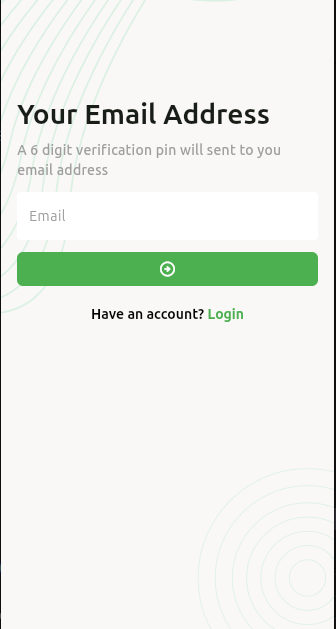 Your Email Address
A 6 digit verification pin will sent to you
email address
Email
Have an account? Login